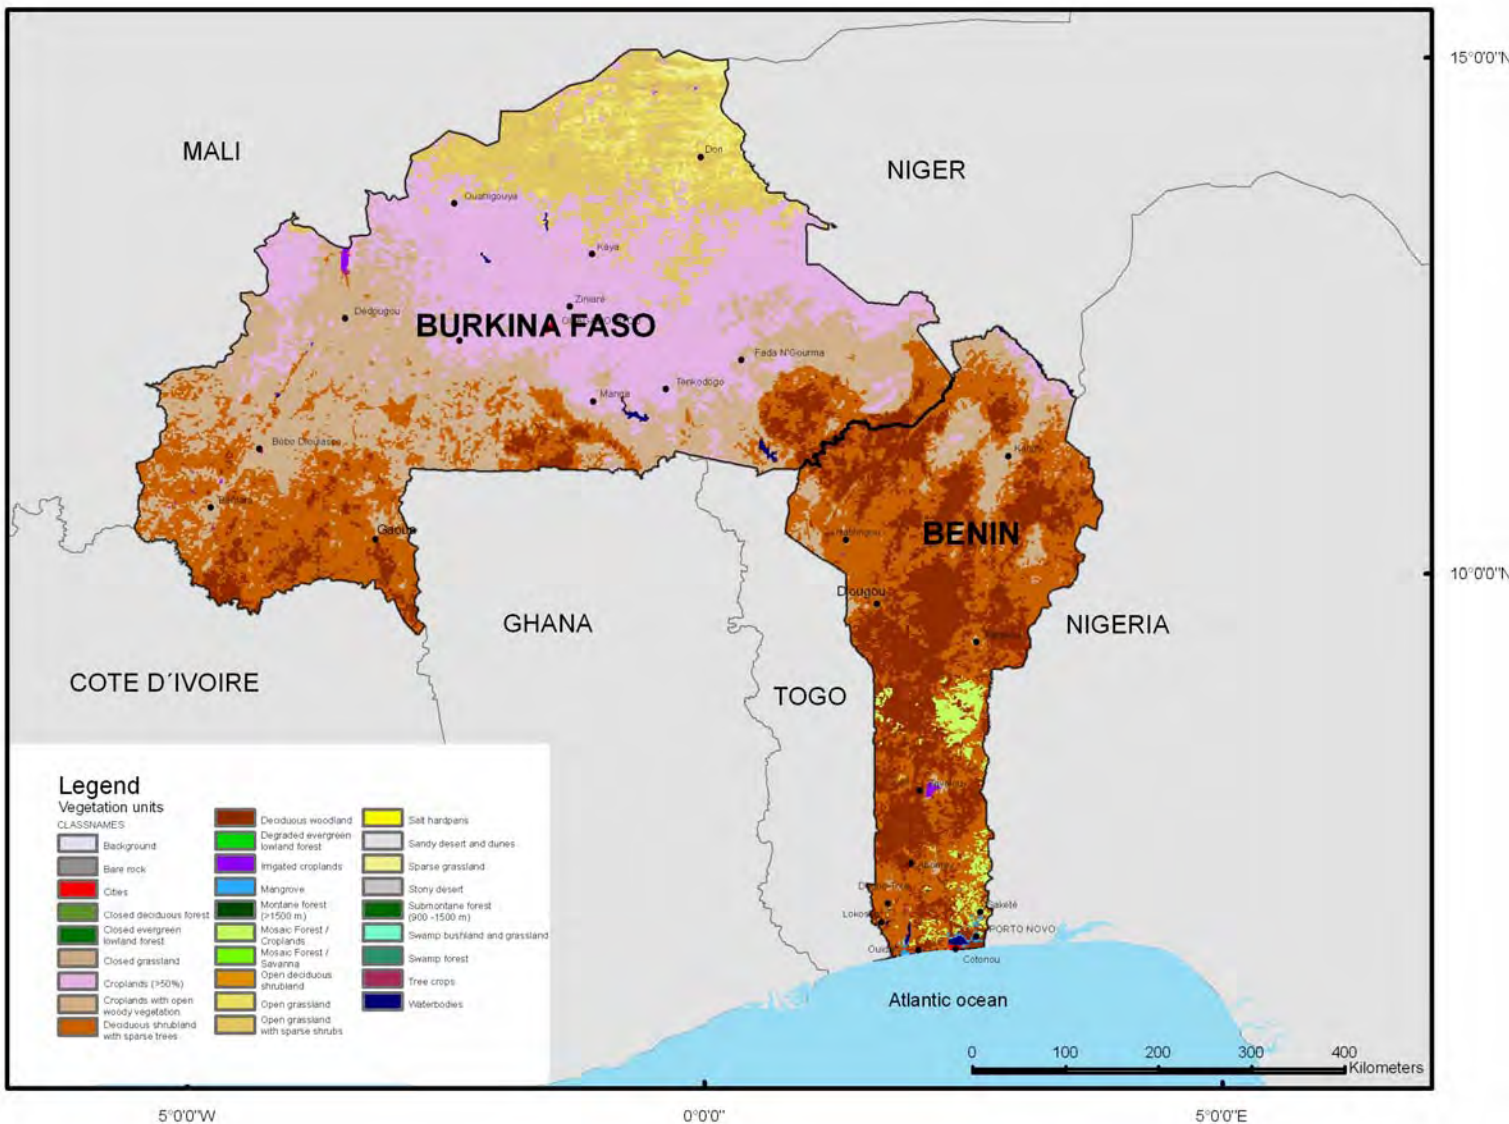 15°0'0"N
MALI
NIGER
Dori
Ouahigouya
Kaya
Ziniaré
Dédougou
BURKINA FASO
Fada N'Gourma
Tenkodogo
Manga
Bobo Dioulasso
Banfora
Gaoua
Kandi
BENIN
10°0'0"N
Djougou
GHANA
NIGERIA
COTE D´IVOIRE
TOGO
Sakété
PORTO NOVO
Cotonou
Atlantic ocean
Legend
Vegetation units
CLASSNAMES
Background
Bare rock
Cities
Closed deciduous forest
Closed evergreen
lowland forest
Closed grassland
Croplands (>50%)
Croplands with open
woody vegetation
Deciduous shrubland
with sparse trees
Deciduous woodland
Degraded evergreen
lowland forest
Irrigated croplands
Mangrove
Montane forest
(>1500 m)
Mosaic Forest /
Croplands
Mosaic Forest /
Savanna
Open deciduous
shrubland
Open grassland
Open grassland
with sparse shrubs
Salt hardpans
Sandy desert and dunes
Sparse grassland
Stony desert
Submontane forest
(900 -1500 m)
Swamp bushland and grassland
Swamp forest
Tree crops
Waterbodies
0 100 200 300 400
Kilometers
5°0'0"W
0°0'0"
5°0'0"E